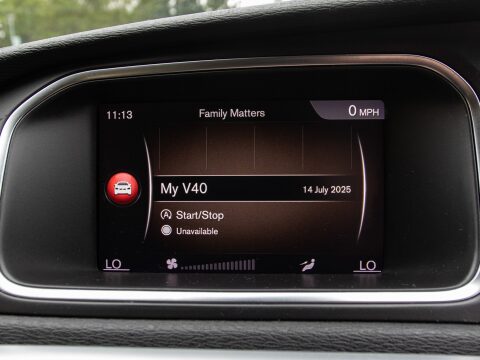 11:13 Family Matters 0 MPH
My V40 14 July 2025
Start/Stop
Unavailable
LO LO